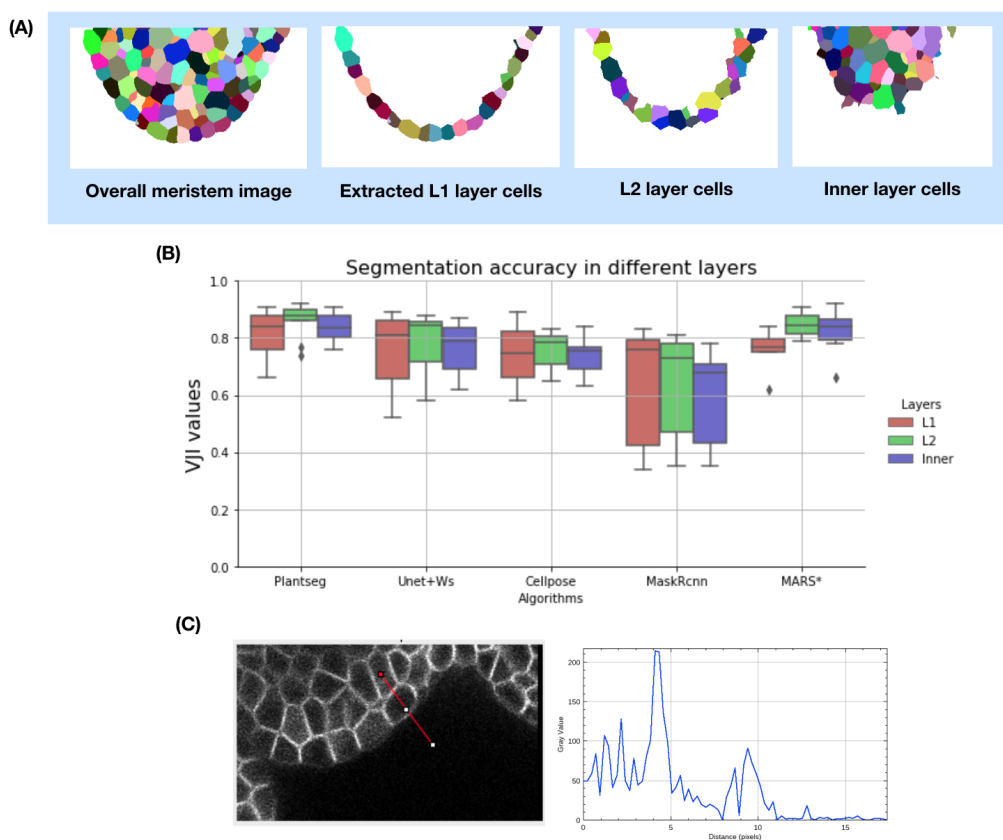 (A)
Overall meristem image
Extracted L1 layer cells
L2 layer cells
Inner layer cells
(B)
Segmentation accuracy in different layers
VJI values
1.0
0.8
0.6
0.4
0.2
0.0
Plantseg
Unet+Ws
Cellpose
MaskRcnn
MARS*
Algorithms
Layers
L1
L2
Inner
(C)
Gray Value
200
150
100
50
0
0
5
10
15
Distance (pixels)